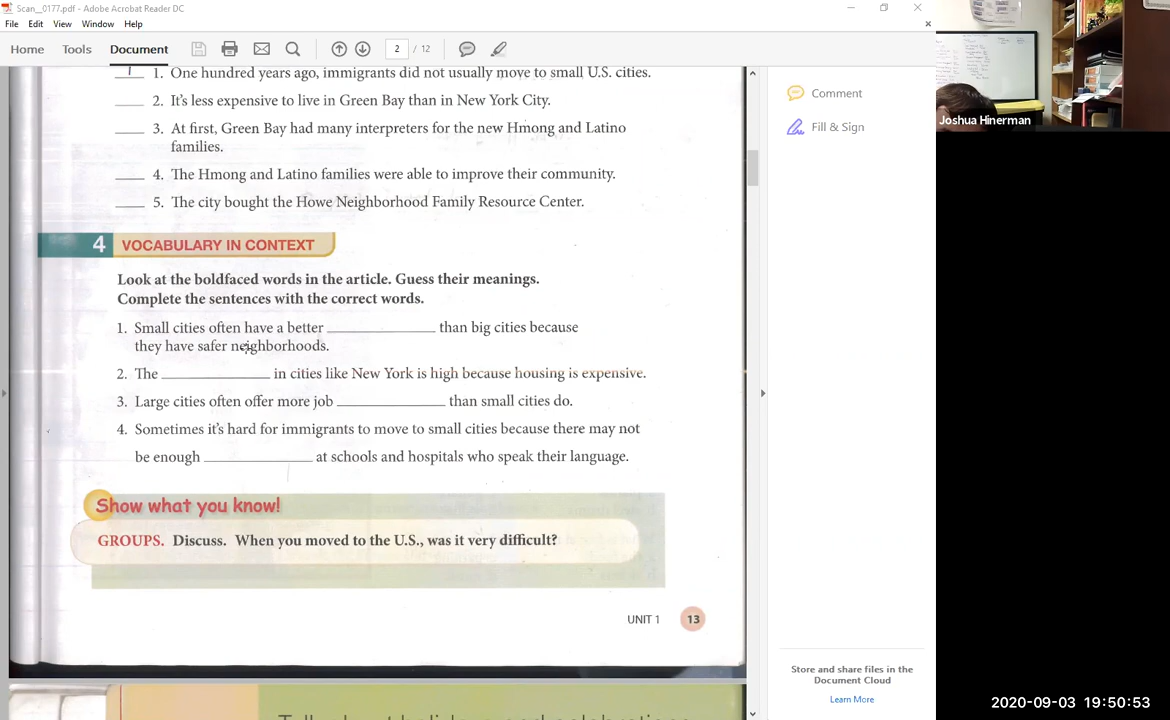 Scan__0177.pdf - Adobe Acrobat Reader DC
File Edit View Window Help
Home Tools Document 2 / 12
1 1. One hundred years ago, immigrants did not usually move to small U.S. cities.
2. It's less expensive to live in Green Bay than in New York City.
3. At first, Green Bay had many interpreters for the new Hmong and Latino
families.
4. The Hmong and Latino families were able to improve their community.
5. The city bought the Howe Neighborhood Family Resource Center.
4 VOCABULARY IN CONTEXT
Look at the boldfaced words in the article. Guess their meanings.
Complete the sentences with the correct words.
1. Small cities often have a better ____________ than big cities because
they have safer neighborhoods.
2. The ____________ in cities like New York is high because housing is expensive.
3. Large cities often offer more job ____________ than small cities do.
4. Sometimes it's hard for immigrants to move to small cities because there may not
be enough ____________ at schools and hospitals who speak their language.
Show what you know!
GROUPS. Discuss. When you moved to the U.S., was it very difficult?
UNIT 1 13
Comment
Fill & Sign
Store and share files in the
Document Cloud
Learn More
Joshua Hinerman
2020-09-03 19:50:53